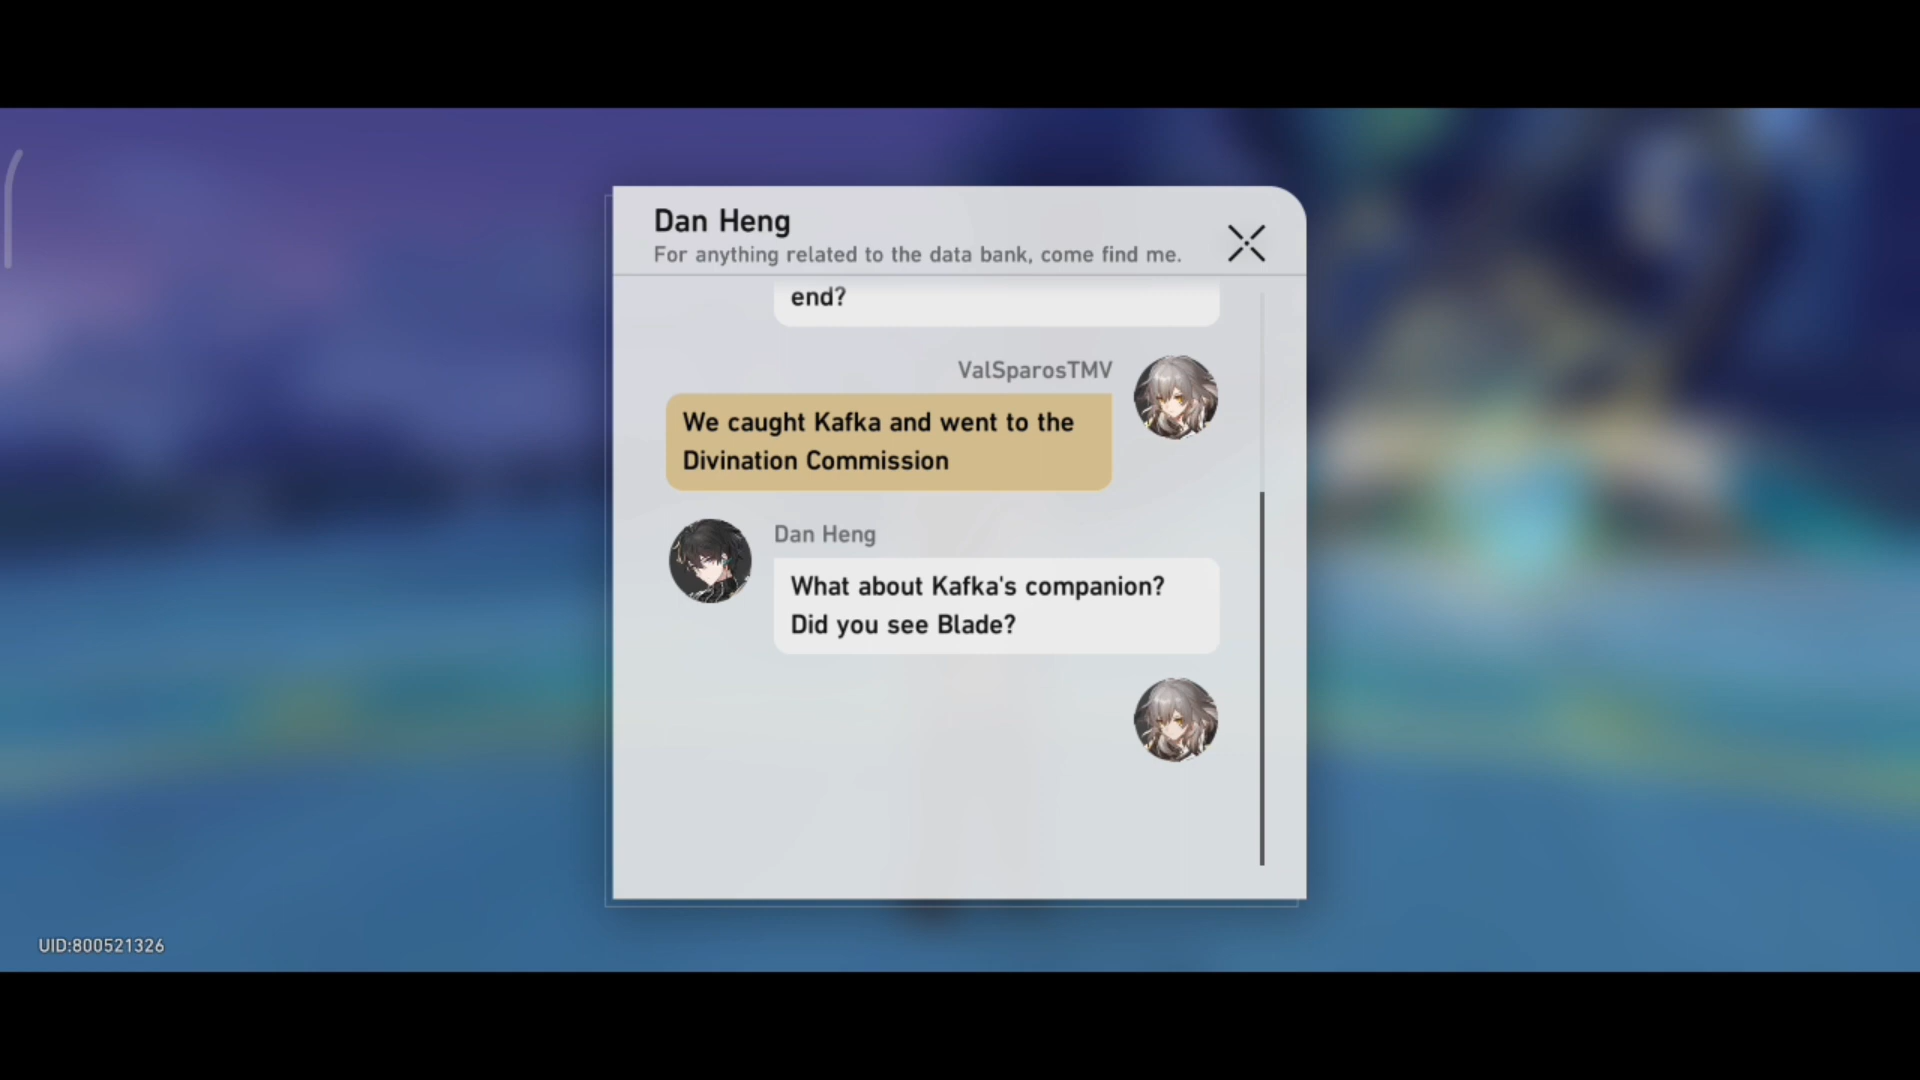 Dan Heng
For anything related to the data bank, come find me.
end?
ValSparosTMV
We caught Kafka and went to the
Divination Commission
Dan Heng
What about Kafka's companion?
Did you see Blade?
UID:800521326